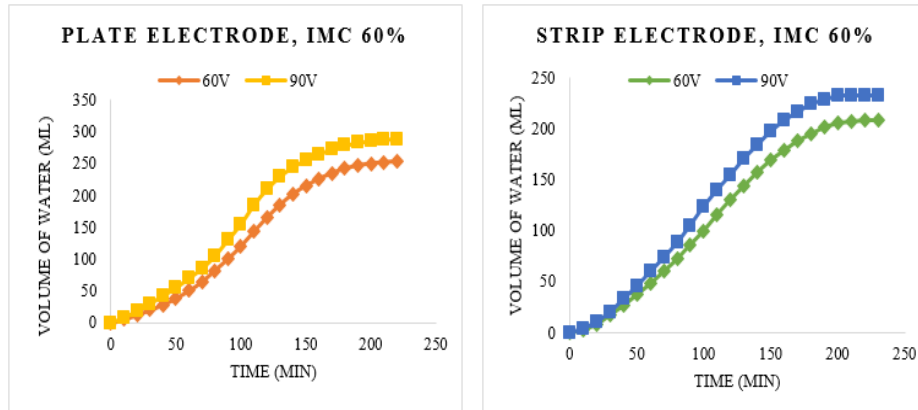 PLATE ELECTRODE, IMC 60%
60V 90V
350
300
250
200
150
100
50
0
VOLUME OF WATER (ML)
0 50 100 150 200 250
TIME (MIN)
STRIP ELECTRODE, IMC 60%
60V 90V
250
200
150
100
50
0
VOLUME OF WATER (ML)
0 50 100 150 200 250
TIME (MIN)